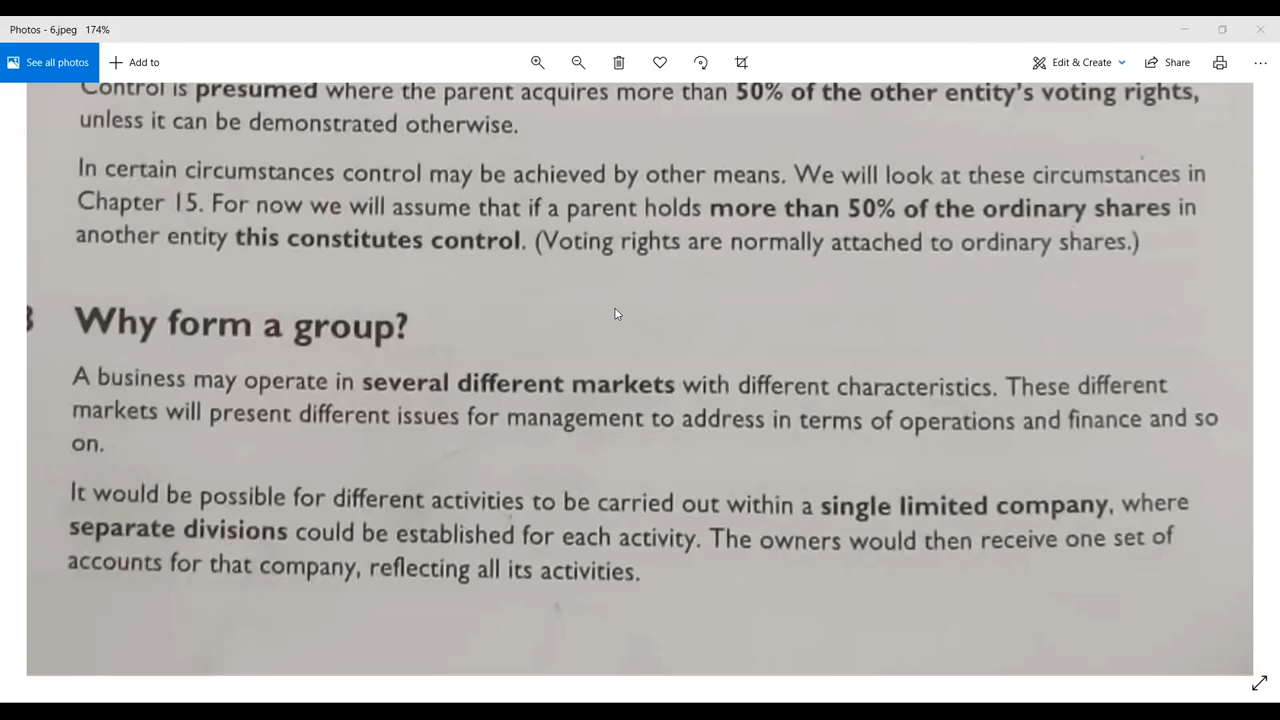 Photos - 6.jpeg 174%
See all photos
Add to
Edit & Create
Share
Control is presumed where the parent acquires more than 50% of the other entity's voting rights,
unless it can be demonstrated otherwise.
In certain circumstances control may be achieved by other means. We will look at these circumstances in
Chapter 15. For now we will assume that if a parent holds more than 50% of the ordinary shares in
another entity this constitutes control. (Voting rights are normally attached to ordinary shares.)
Why form a group?
A business may operate in several different markets with different characteristics. These different
markets will present different issues for management to address in terms of operations and finance and so
on.
It would be possible for different activities to be carried out within a single limited company, where
separate divisions could be established for each activity. The owners would then receive one set of
accounts for that company, reflecting all its activities.